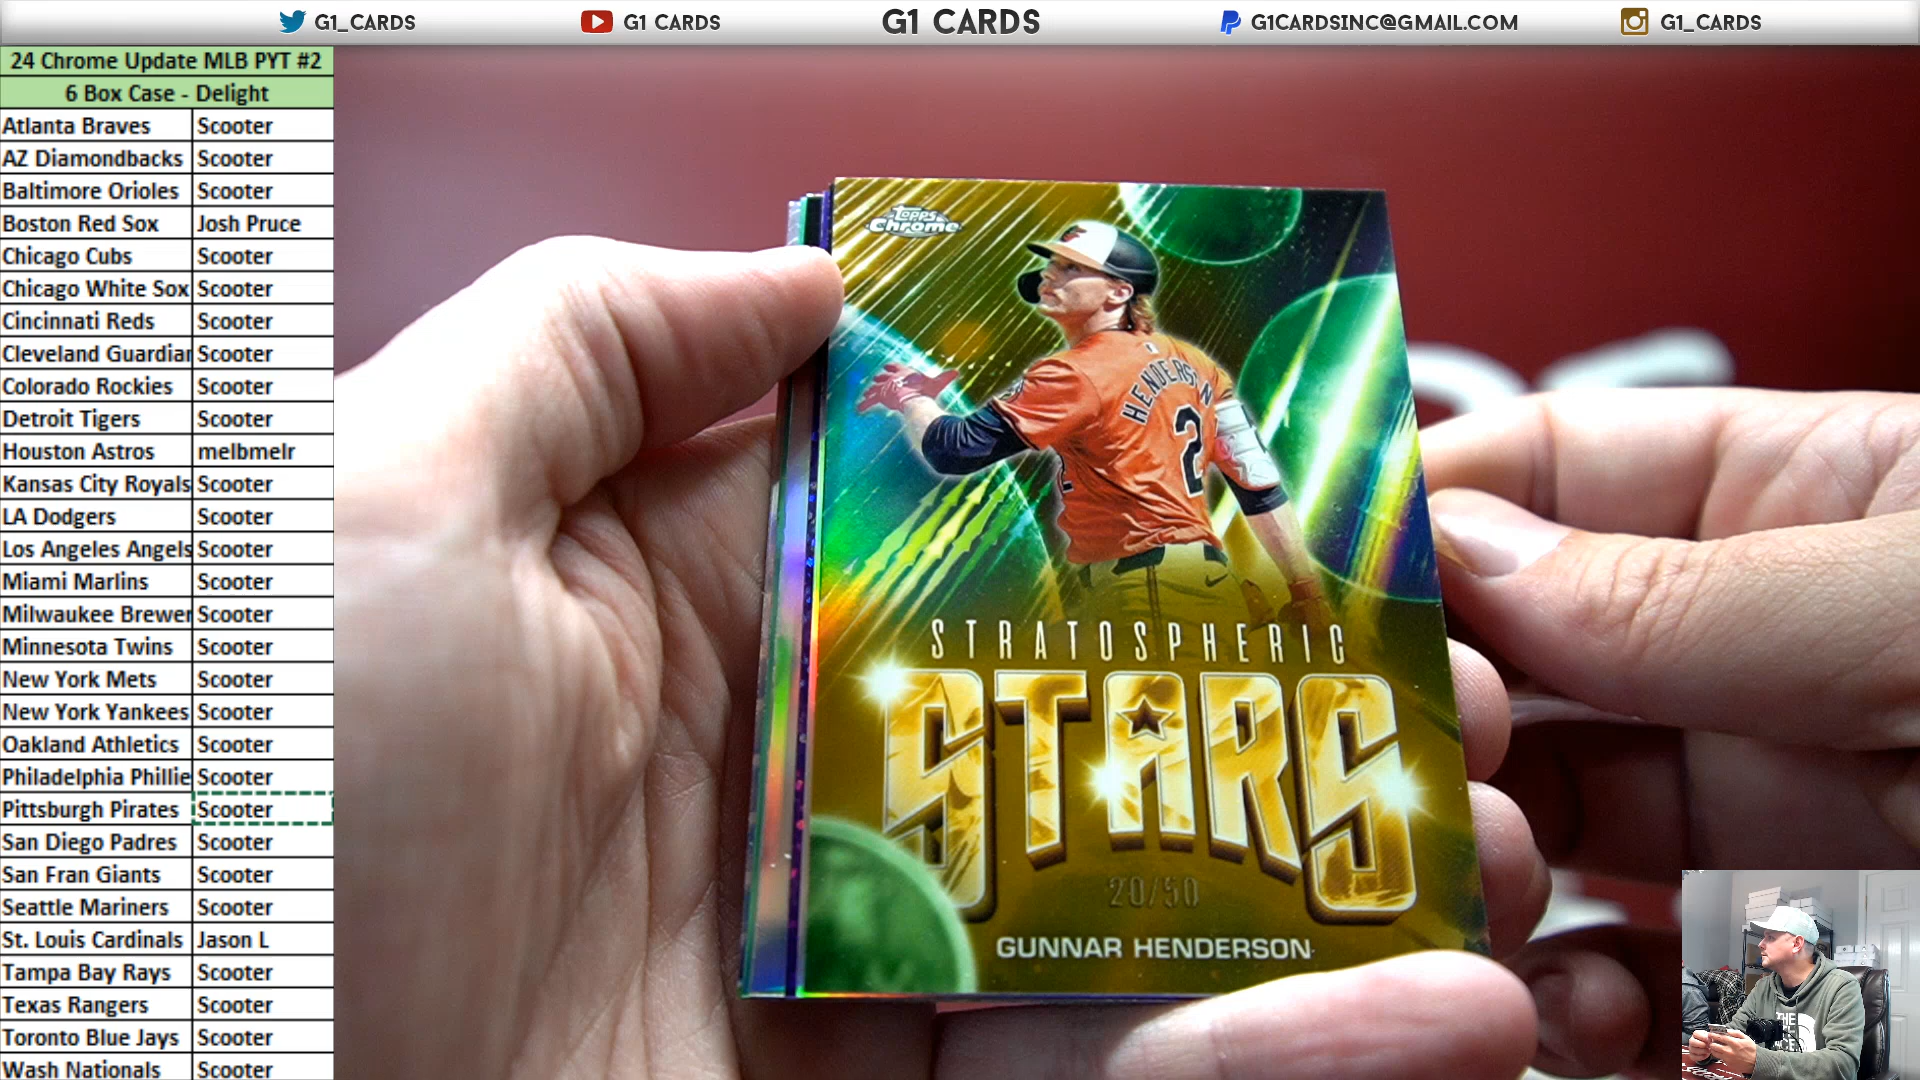 G1_CARDS
G1 CARDS
G1 CARDS
G1CARDSINC@GMAIL.COM
G1_CARDS
24 Chrome Update MLB PYT #2
6 Box Case - Delight
Atlanta Braves Scooter
AZ Diamondbacks Scooter
Baltimore Orioles Scooter
Boston Red Sox Josh Pruce
Chicago Cubs Scooter
Chicago White Sox Scooter
Cincinnati Reds Scooter
Cleveland Guardian Scooter
Colorado Rockies Scooter
Detroit Tigers Scooter
Houston Astros melbmelr
Kansas City Royals Scooter
LA Dodgers Scooter
Los Angeles Angels Scooter
Miami Marlins Scooter
Milwaukee Brewer Scooter
Minnesota Twins Scooter
New York Mets Scooter
New York Yankees Scooter
Oakland Athletics Scooter
Philadelphia Phillie Scooter
Pittsburgh Pirates Scooter
San Diego Padres Scooter
San Fran Giants Scooter
Seattle Mariners Scooter
St. Louis Cardinals Jason L
Tampa Bay Rays Scooter
Texas Rangers Scooter
Toronto Blue Jays Scooter
Wash Nationals Scooter
Topps
Chrome
HENDERSON
2
STRATOSPHERIC
STARS
20/50
GUNNAR HENDERSON
THE